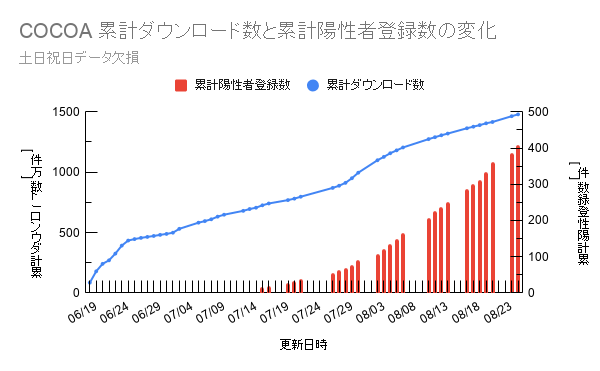 COCOA 累計ダウンロード数と累計陽性者登録数の変化
土日祝日データ欠損
累計陽性者登録数 累計ダウンロード数
累計ダウンロード数[万件]
1500
1000
500
0
累計陽性登録数[件]
500
400
300
200
100
0
06/19 06/24 06/29 07/04 07/09 07/14 07/19 07/24 07/29 08/03 08/08 08/13 08/18 08/23
更新日時